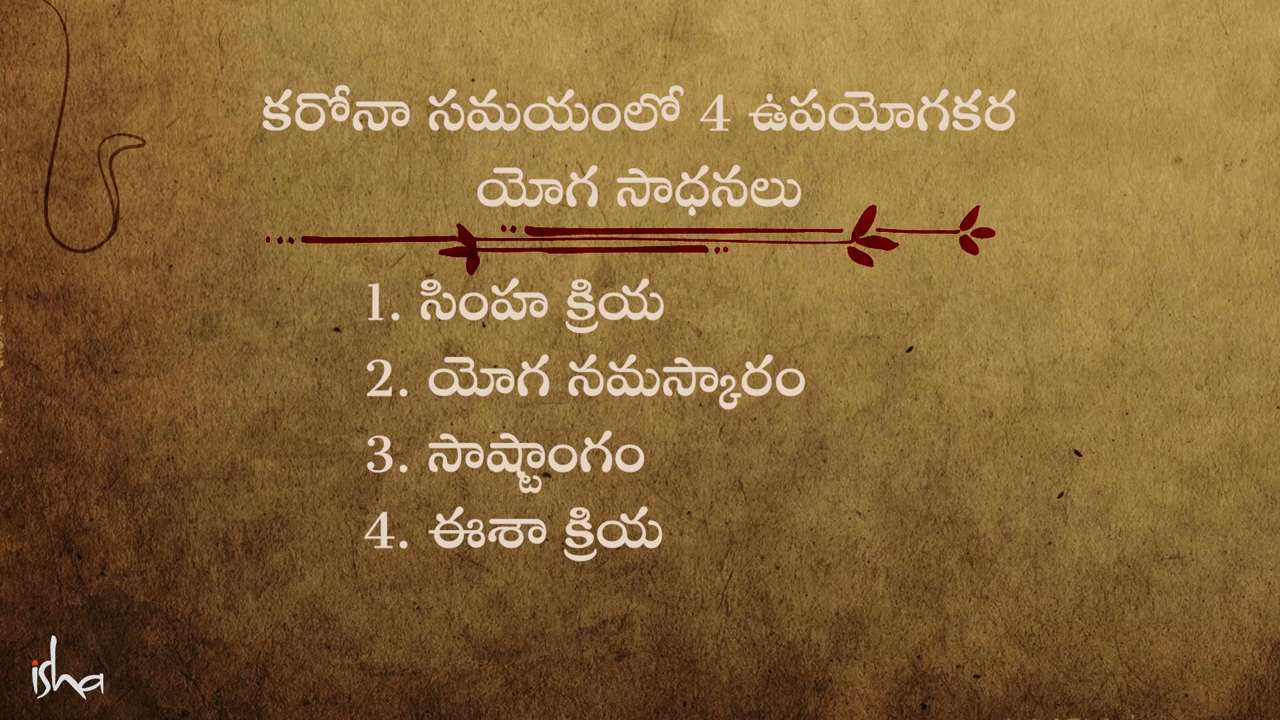 కరోనా సమయంలో 4 ఉపయోగకర
యోగ సాధనలు
1. సింహ క్రియ
2. యోగ నమస్కారం
3. సాష్టాంగం
4. ఈశా క్రియ
isha